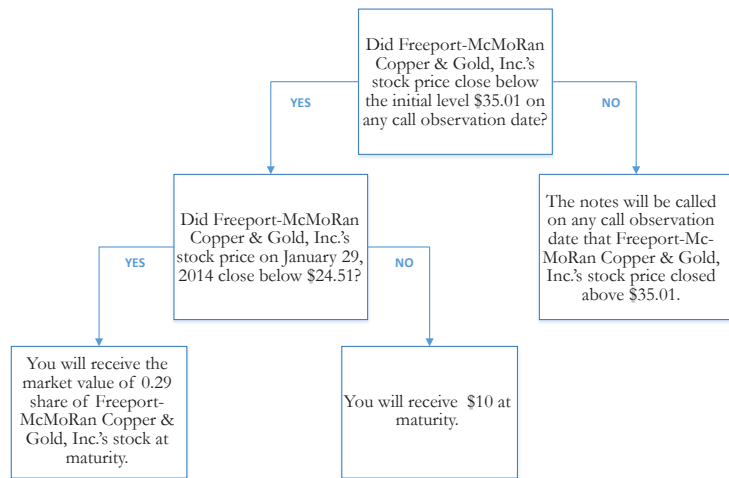 Did Freeport-McMoRan
Copper & Gold, Inc.'s
stock price close below
the initial level $35.01 on
any call observation date?
YES
NO
Did Freeport-McMoRan
Copper & Gold, Inc.'s
stock price on January 29,
2014 close below $24.51?
The notes will be called
on any call observation
date that Freeport-Mc-
MoRan Copper & Gold,
Inc.'s stock price closed
above $35.01.
YES
NO
You will receive the
market value of 0.29
share of Freeport-
McMoRan Copper &
Gold, Inc.'s stock at
maturity.
You will receive $10 at
maturity.